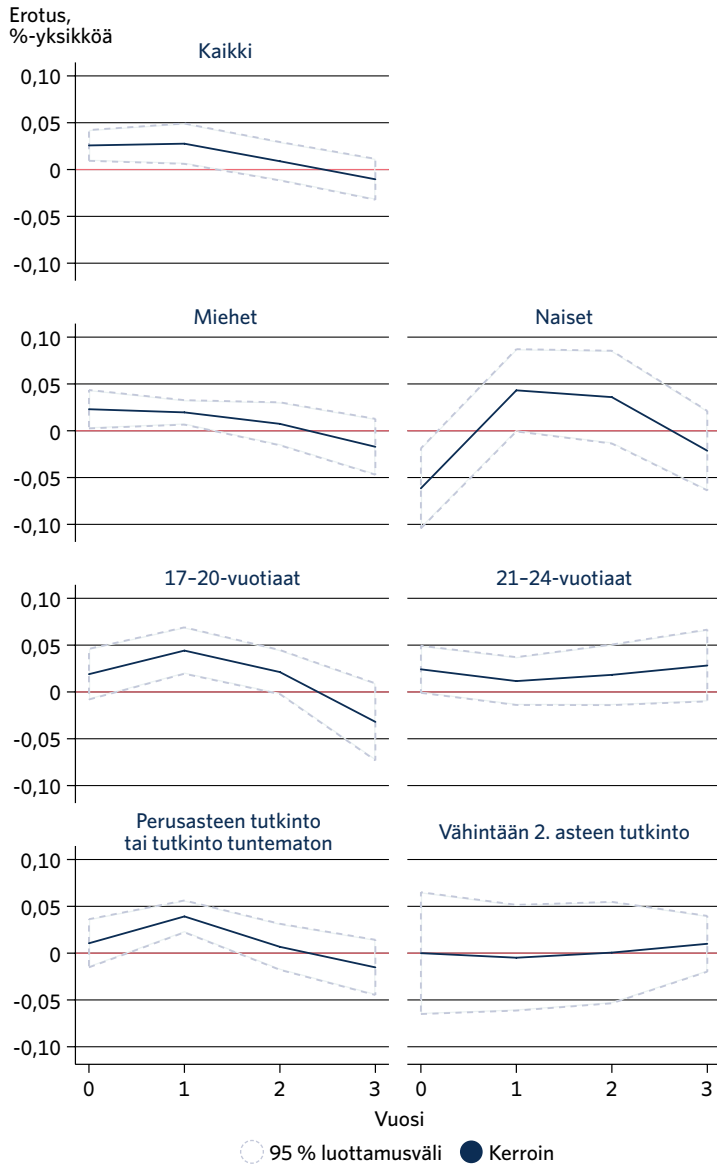 Erotus,
%-yksikköä
Kaikki
0,10
0,05
0
-0,05
-0,10
Miehet
Naiset
0,10
0,05
0
-0,05
-0,10
17–20-vuotiaat
21–24-vuotiaat
0,10
0,05
0
-0,05
-0,10
Perusasteen tutkinto
tai tutkinto tuntematon
Vähintään 2. asteen tutkinto
0,10
0,05
0
-0,05
-0,10
0 1 2 3 0 1 2 3
Vuosi
95 % luottamusväli Kerroin